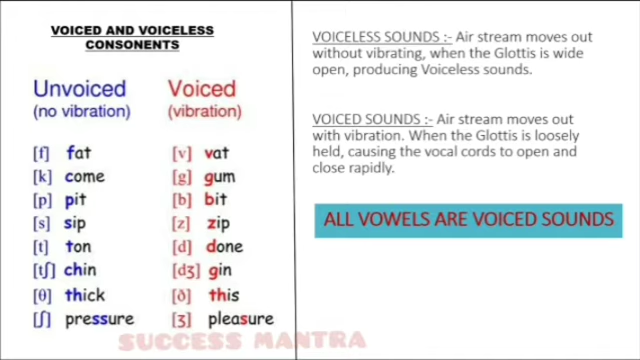 VOICED AND VOICELESS
CONSONENTS
Unvoiced Voiced
(no vibration) (vibration)
[f] fat [v] vat
[k] come [g] gum
[p] pit [b] bit
[s] sip [z] zip
[t] ton [d] done
[tʃ] chin [dʒ] gin
[θ] thick [ð] this
[ʃ] pressure [ʒ] pleasure
SUCCESS MANTRA
VOICELESS SOUNDS :- Air stream moves out
without vibrating, when the Glottis is wide
open, producing Voiceless sounds.
VOICED SOUNDS :- Air stream moves out
with vibration. When the Glottis is loosely
held, causing the vocal cords to open and
close rapidly.
ALL VOWELS ARE VOICED SOUNDS